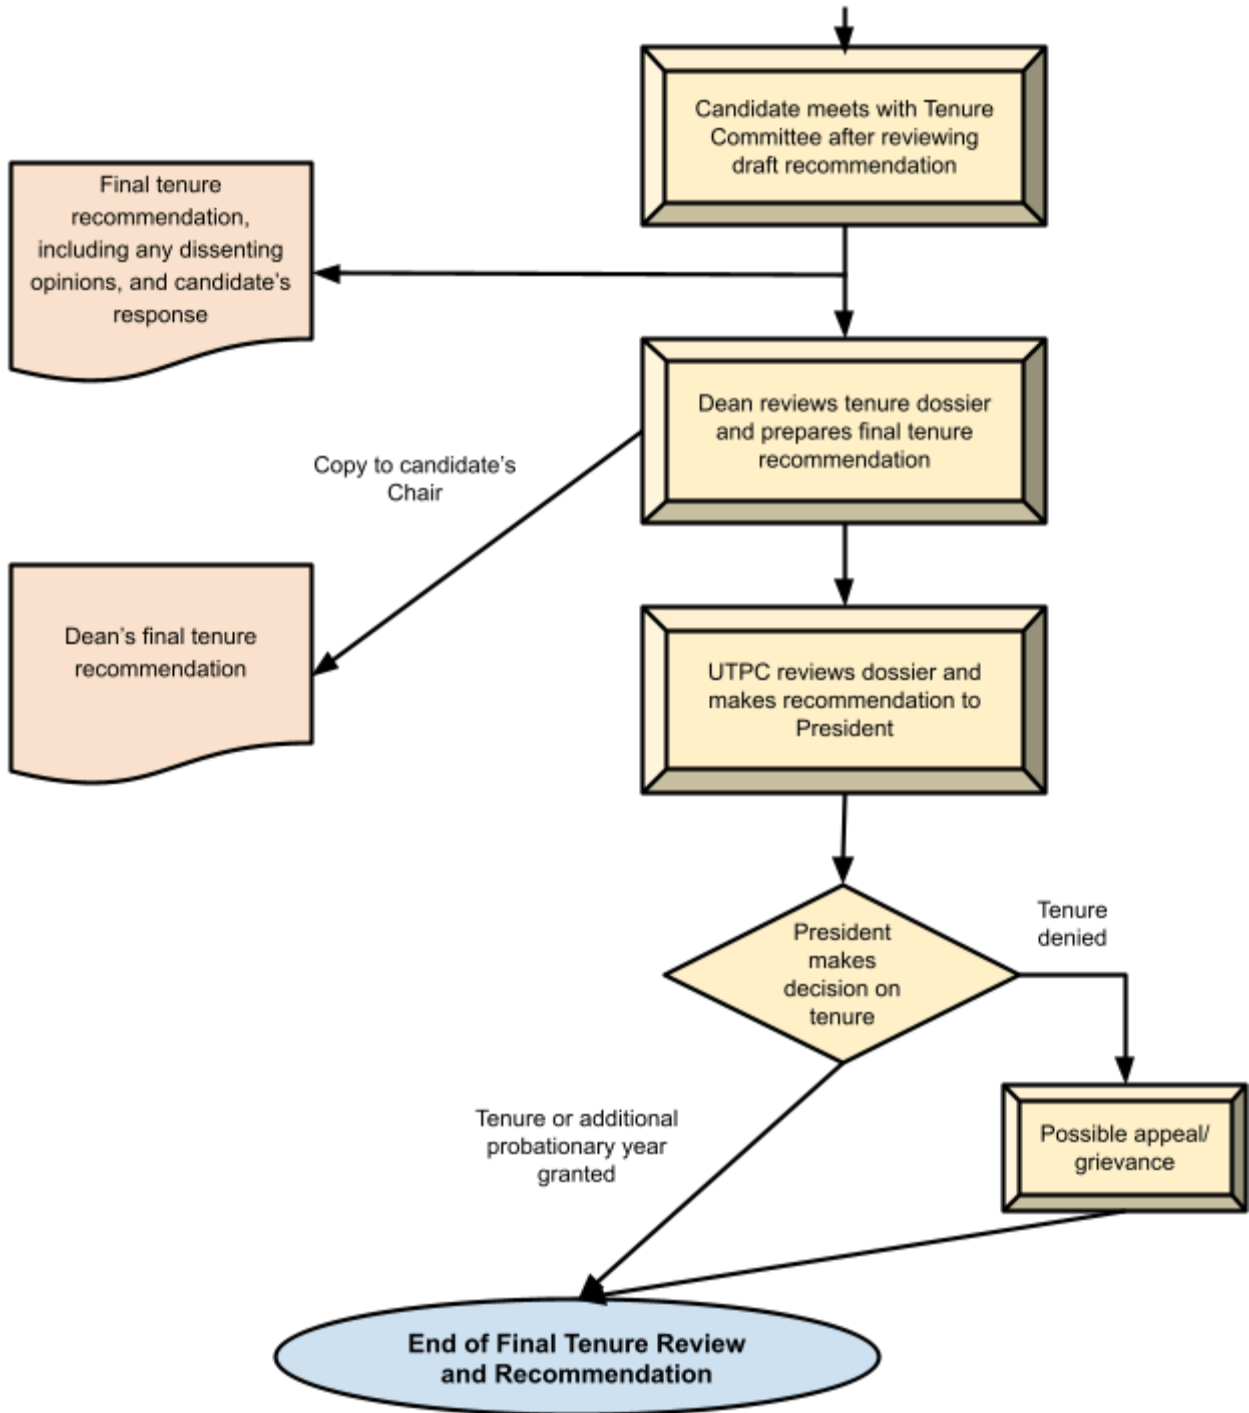 Candidate meets with Tenure
Committee after reviewing
draft recommendation
Final tenure
recommendation,
including any dissenting
opinions, and candidate’s
response
Dean reviews tenure dossier
and prepares final tenure
recommendation
Copy to candidate’s
Chair
Dean’s final tenure
recommendation
UTPC reviews dossier and
makes recommendation to
President
President
makes
decision on
tenure
Tenure
denied
Tenure or additional
probationary year
granted
Possible appeal/
grievance
End of Final Tenure Review
and Recommendation